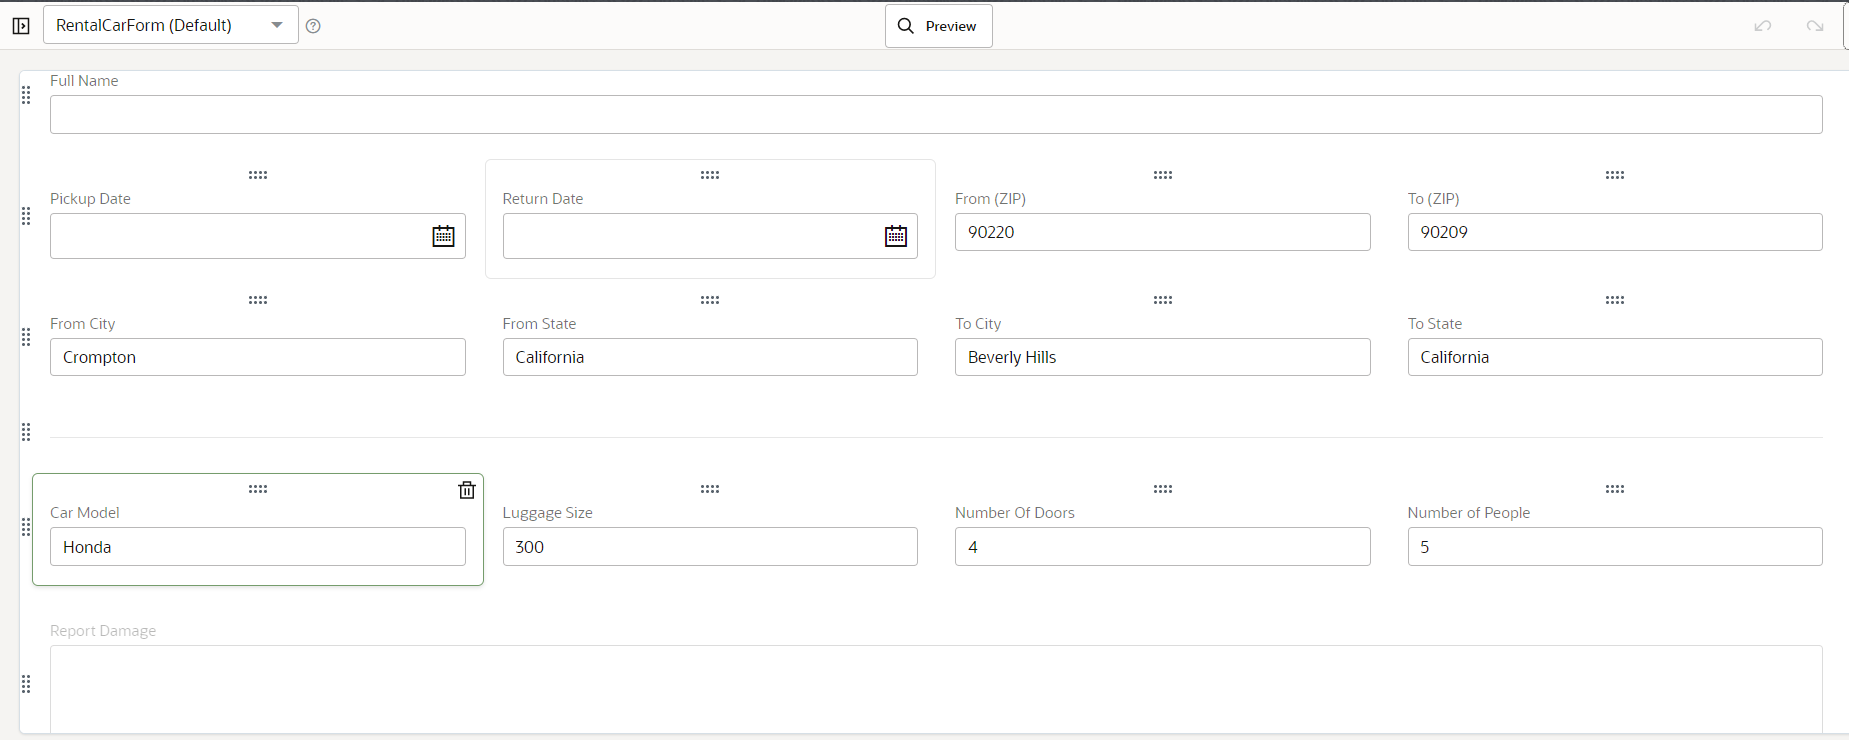 RentalCarForm (Default)
Preview
Full Name
Pickup Date
Return Date
From (ZIP)
To (ZIP)
90220
90209
From City
From State
To City
To State
Crompton
California
Beverly Hills
California
Car Model
Luggage Size
Number Of Doors
Number of People
Honda
300
4
5
Report Damage